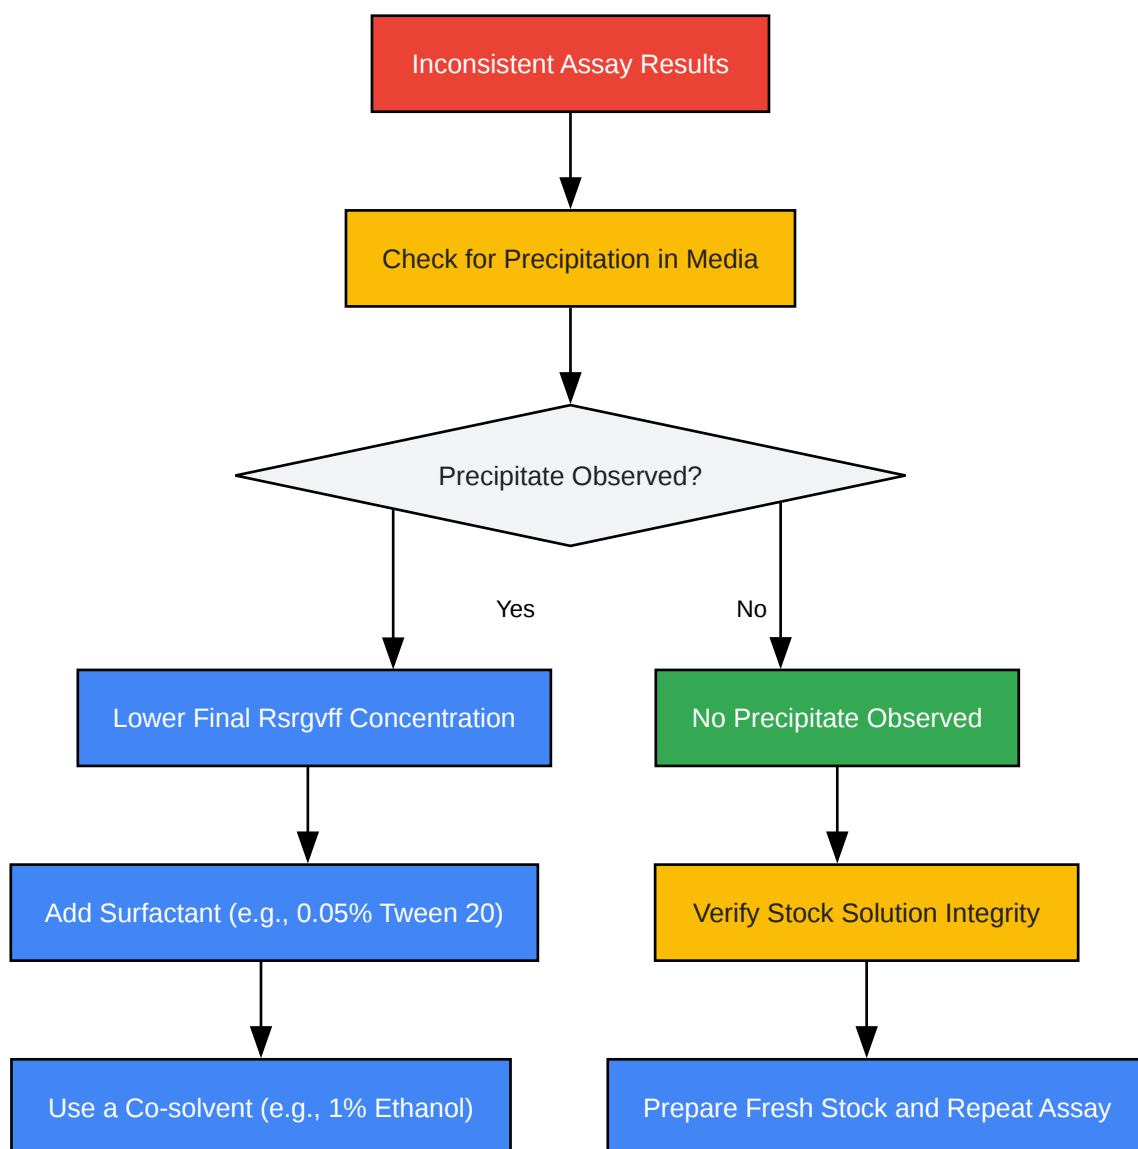 Inconsistent Assay Results
Check for Precipitation in Media
Precipitate Observed?
Yes
No
Lower Final Rsrgvff Concentration
No Precipitate Observed
Add Surfactant (e.g., 0.05% Tween 20)
Verify Stock Solution Integrity
Use a Co-solvent (e.g., 1% Ethanol)
Prepare Fresh Stock and Repeat Assay